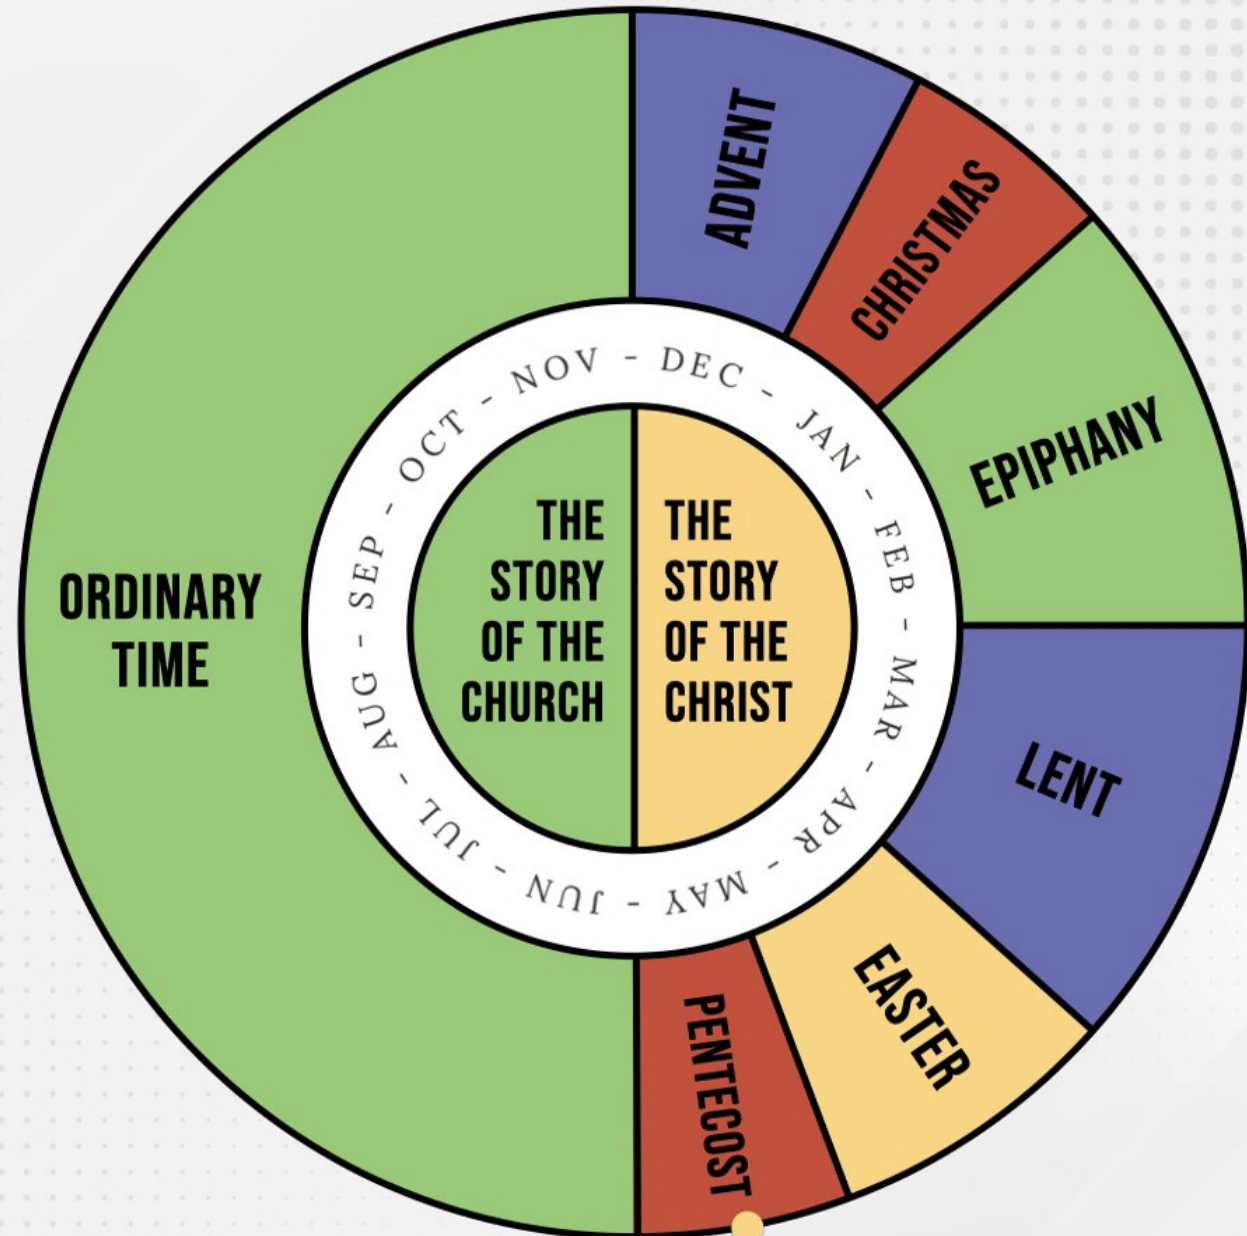 ADVENT
CHRISTMAS
EPIPHANY
LENT
EASTER
PENTECOST
ORDINARY
TIME
DEC - JAN - FEB - MAR - APR - MAY - JUN - JUL - AUG - SEP - OCT - NOV -
THE
STORY
OF THE
CHURCH
THE
STORY
OF THE
CHRIST